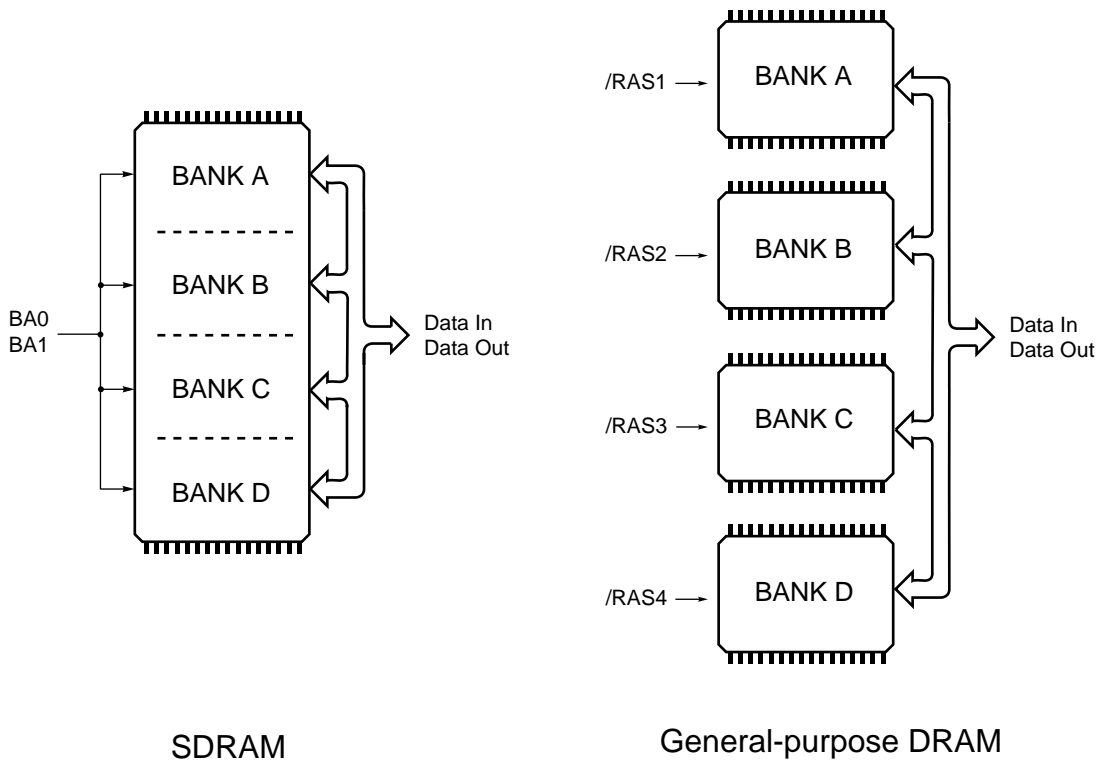 BANK A
BANK B
BANK C
BANK D
BA0
BA1
Data In
Data Out
SDRAM
/RAS1
BANK A
/RAS2
BANK B
/RAS3
BANK C
/RAS4
BANK D
Data In
Data Out
General-purpose DRAM